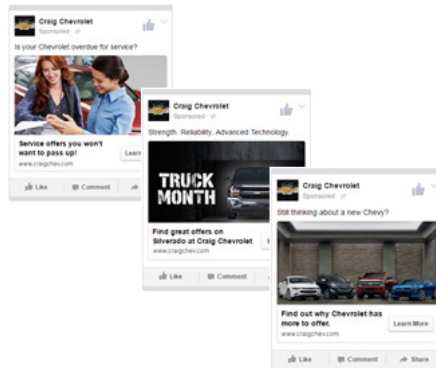 Craig Chevrolet
Sponsored
Is your Chevrolet overdue for service?
Service offers you won't
want to pass up!
Learn
www.craigchev.com
Like Comment
Craig Chevrolet
Sponsored
Strength. Reliability. Advanced Technology.
TRUCK
MONTH
Find great offers on
Silverado at Craig Chevrolet
www.craigchev.com
Like Comment
Craig Chevrolet
Sponsored
Still thinking about a new Chevy?
Find out why Chevrolet has
more to offer.
Learn More
www.craigchev.com
Like Comment Share